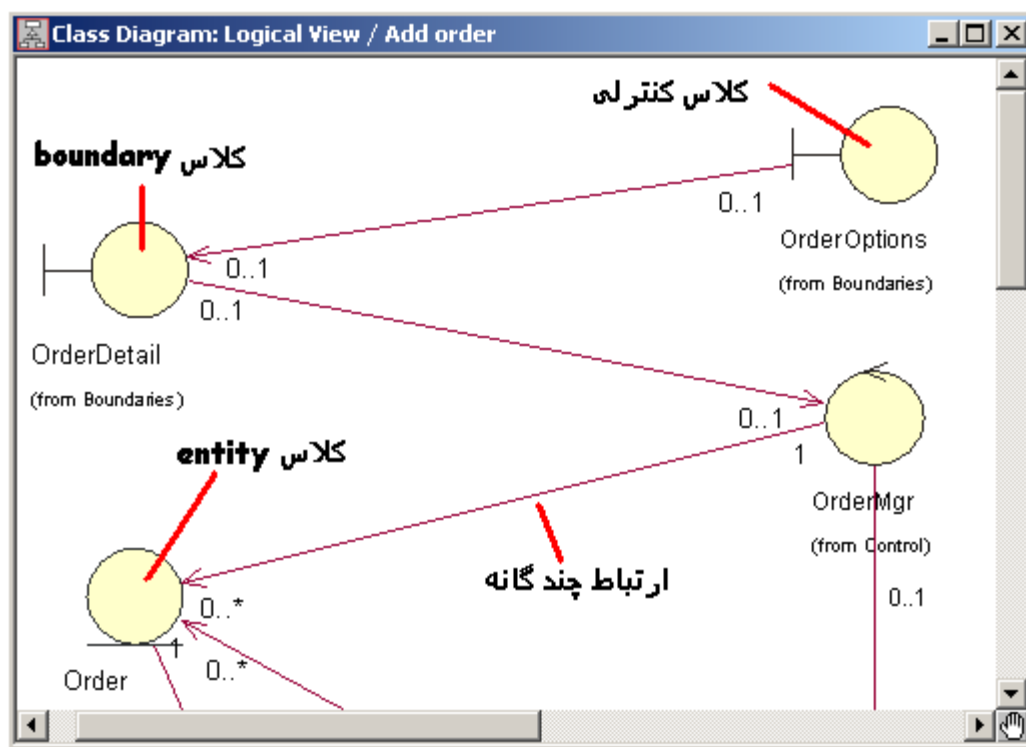 Class Diagram: Logical View / Add order
کلاس کنترلی
کلاس boundary
0..1
OrderOptions
(from Boundaries)
0..1
0..1
OrderDetail
(from Boundaries)
0..1
1
کلاس entity
OrderMgr
(from Control)
ارتباط چند گانه
0..1
0..*
1
0..*
Order